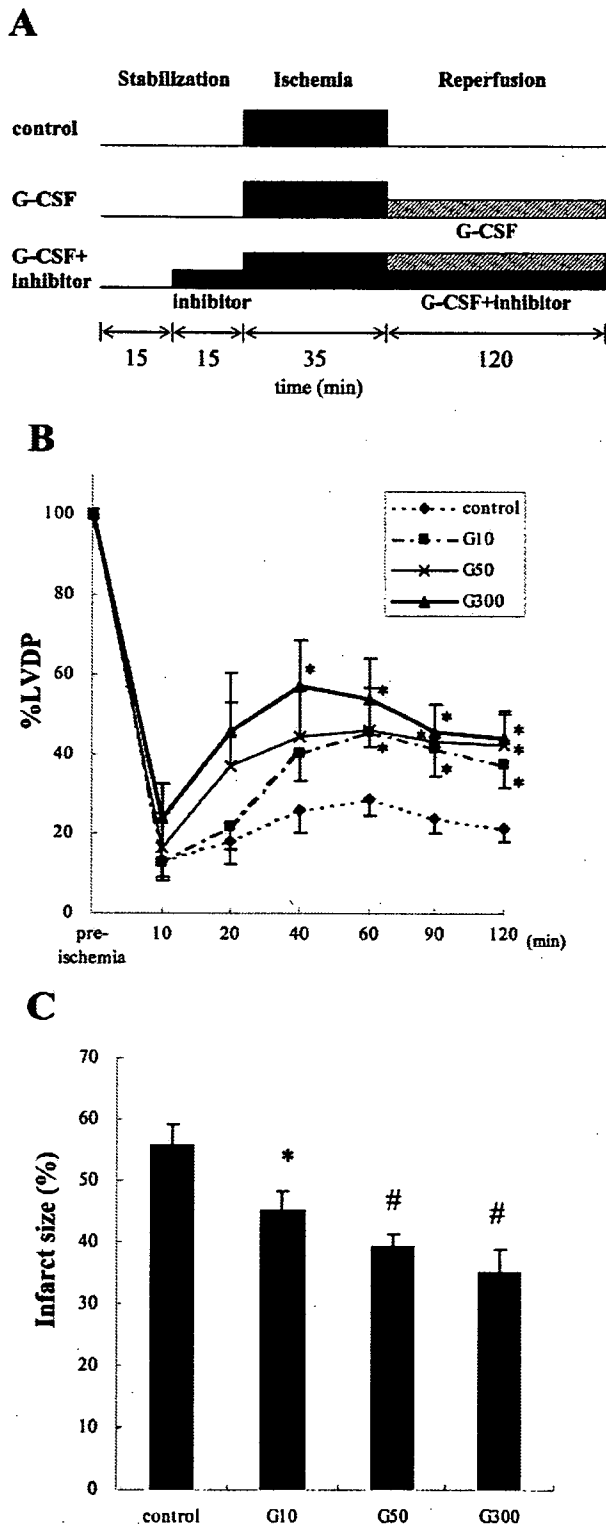 A
Stabilization Ischemia Reperfusion
control
G-CSF
G-CSF
G-CSF+
inhibitor
inhibitor G-CSF+inhibitor
15 15 35 120
time (min)
B
%LVDP
100
80
60
40
20
0
control
G10
G50
G300
*
*
*
*
*
*
*
*
*
pre-
ischemia
10 20 40 60 90 120 (min)
C
Infarct size (%)
70
60
50
40
30
20
10
0
* # #
control G10 G50 G300